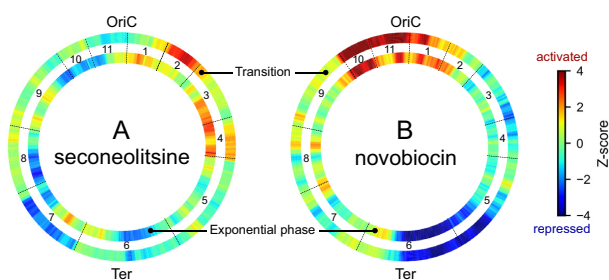 OriC
OriC
activated
11
1
2
10
3
9
4
8
5
7
6
11
1
2
10
3
9
4
8
5
7
6
Transition
A
seconeolitsine
B
novobiocin
Exponential phase
Ter
Ter
4
2
0
−2
−4
Z-score
repressed